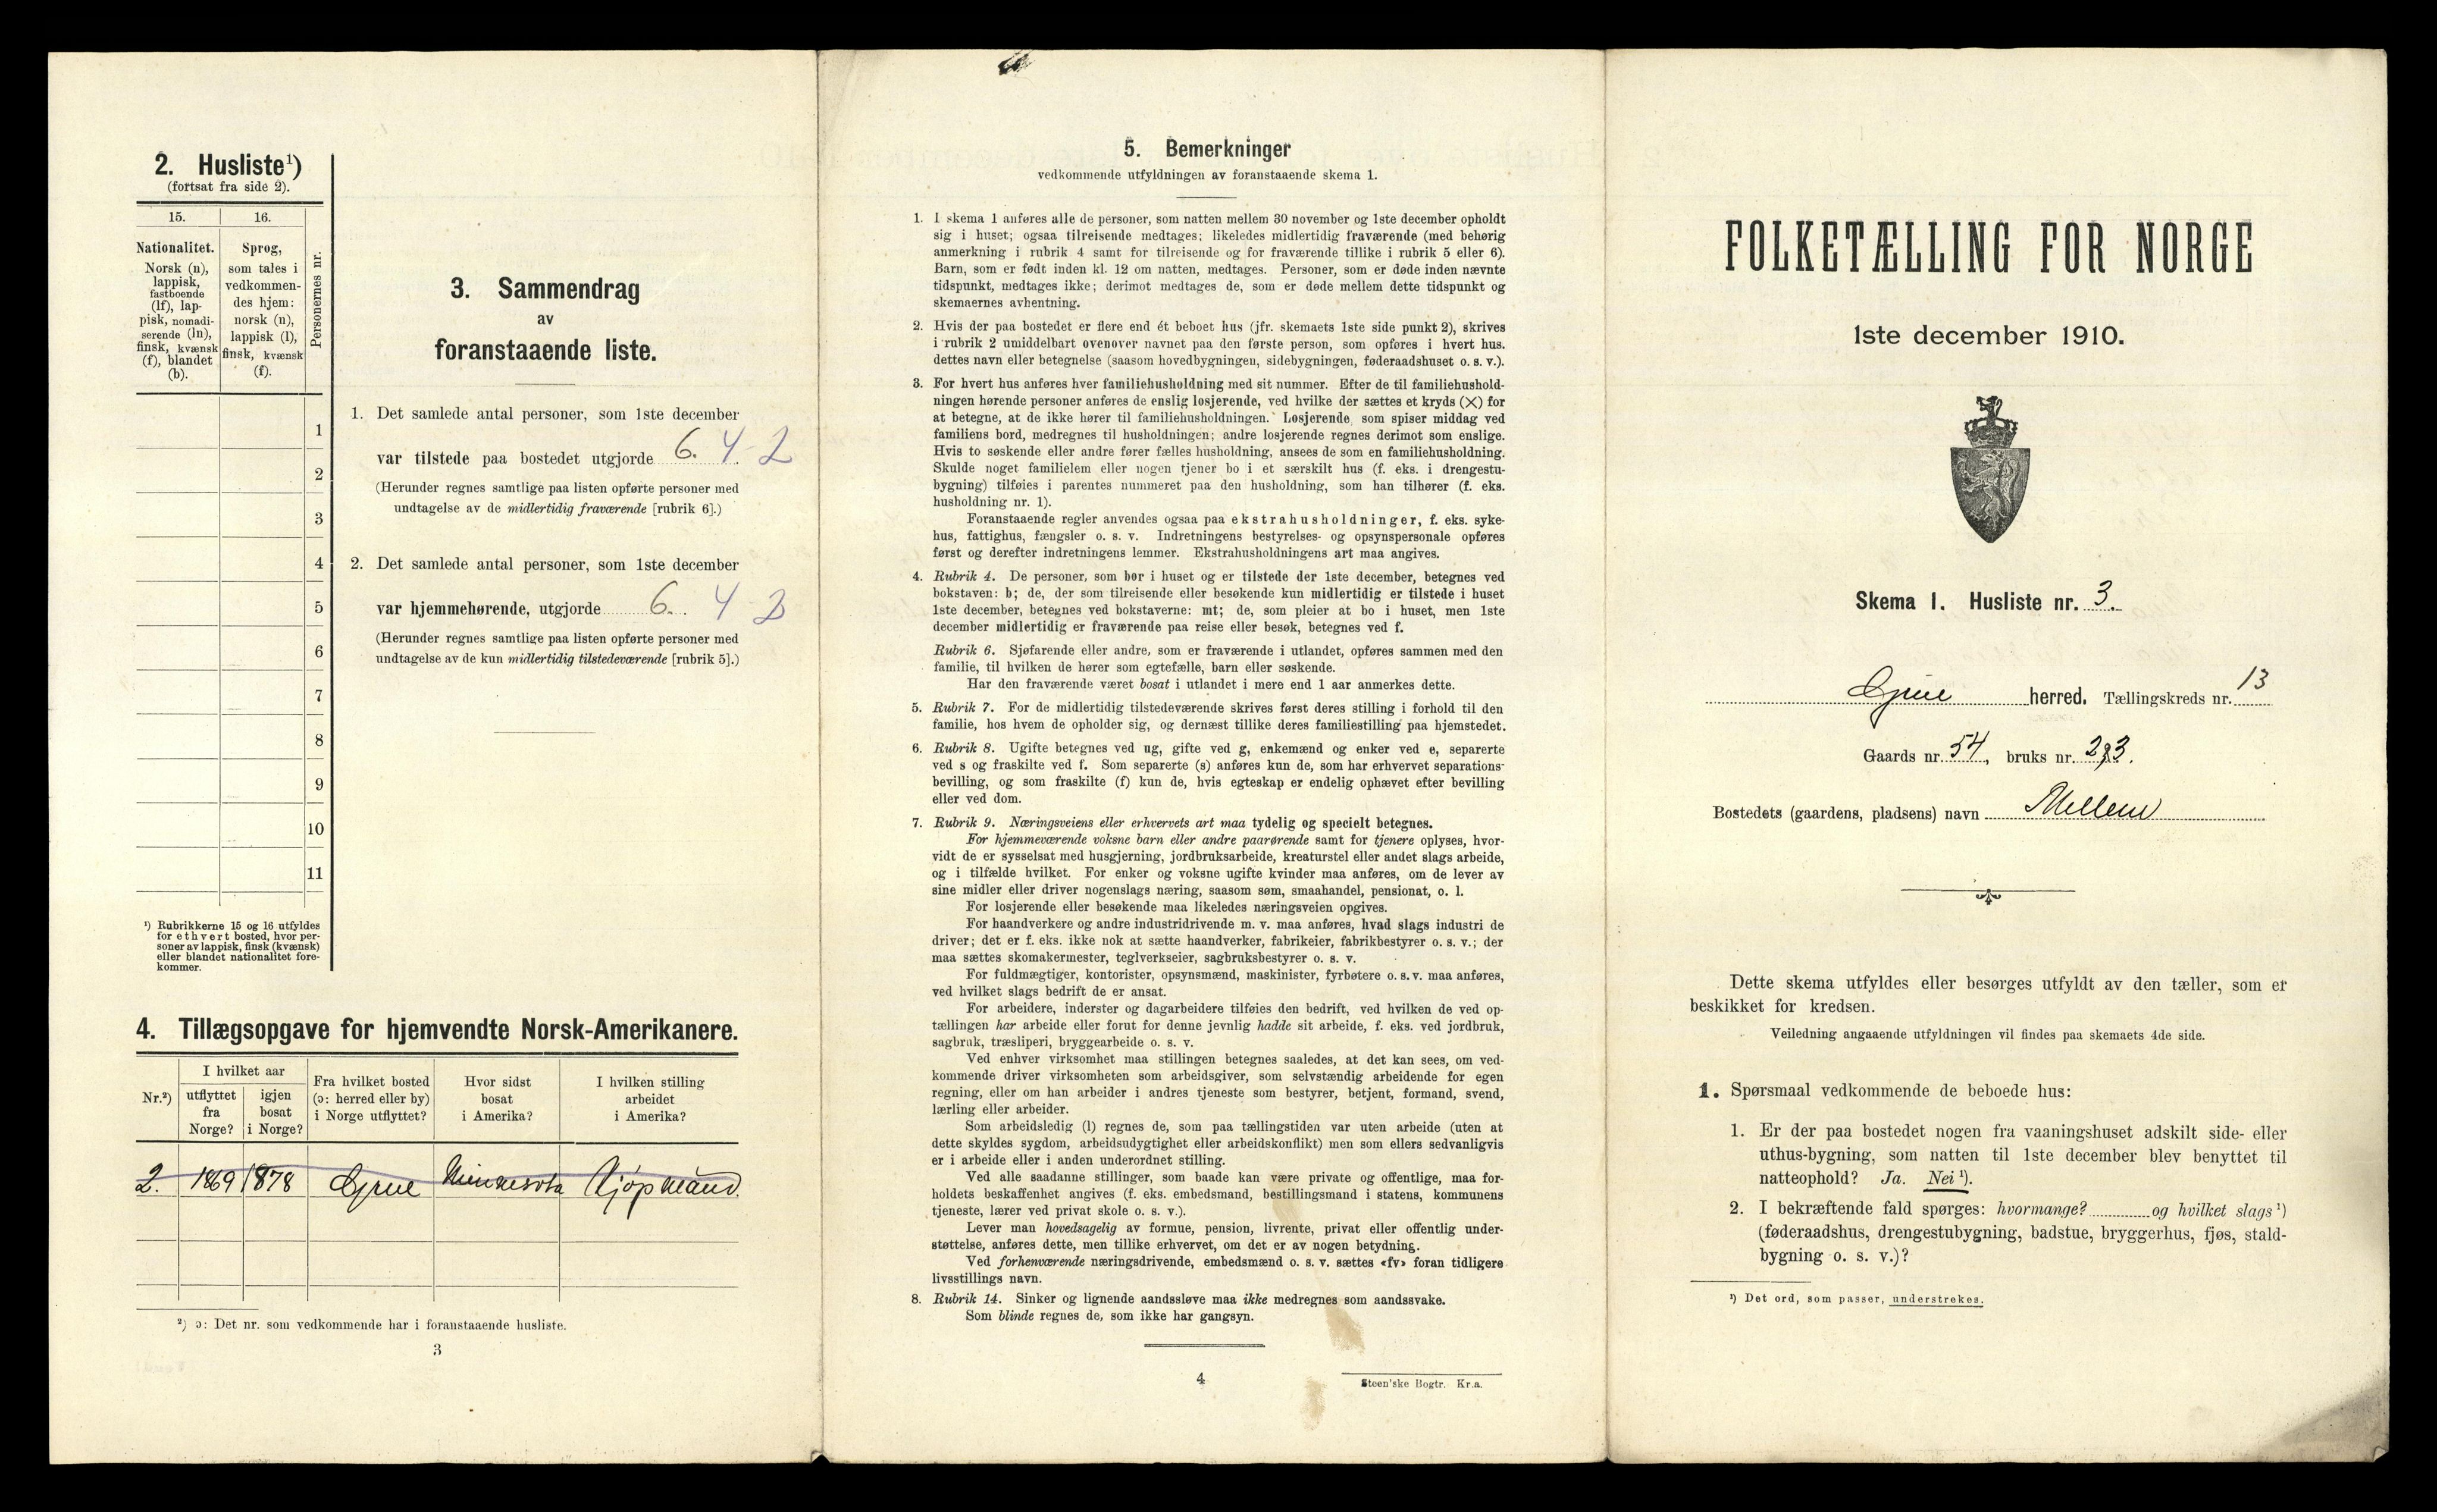 2. Husliste¹)
(fortsat fra side 2).
15.
16.
Personernes nr.
Nationalitet.
Norsk (n),
lappisk,
fastboende
(lf), lap-
pisk, nomadi-
serende (ln),
finsk, kvænsk
(f), blandet
(b).
Sprog,
som tales i
vedkommen-
des hjem:
norsk (n),
lappisk (l),
finsk, kvænsk
(f).
1
2
3
4
5
6
7
8
9
10
11
¹) Rubrikkerne 15 og 16 utfyldes
for ethvert bosted, hvor per-
soner av lappisk, finsk (kvænsk)
eller blandet nationalitet fore-
kommer.
3. Sammendrag
av
foranstaaende liste.
1. Det samlede antal personer, som 1ste december
var tilstede paa bostedet utgjorde 6. 4-2
(Herunder regnes samtlige paa listen opførte personer med
undtagelse av de midlertidig fraværende [rubrik 6].)
2. Det samlede antal personer, som 1ste december
var hjemmehørende, utgjorde 6. 4 2
(Herunder regnes samtlige paa listen opførte personer med
undtagelse av de kun midlertidig tilstedeværende [rubrik 5].)
4. Tillægsopgave for hjemvendte Norsk-Amerikanere.
Nr.²)
I hvilket aar
utflyttet
fra
Norge?
igjen
bosat
i Norge?
Fra hvilket bosted
(ɔ: herred eller by)
i Norge utflyttet?
Hvor sidst
bosat
i Amerika?
I hvilken stilling
arbeidet
i Amerika?
2. 1869 1878 Grue Minnesota Kjøpmand.
²) ɔ: Det nr. som vedkommende har i foranstaaende husliste.
3
5. Bemerkninger
vedkommende utfyldningen av foranstaaende skema 1.
1. I skema 1 anføres alle de personer, som natten mellem 30 november og 1ste december opholdt
sig i huset; ogsaa tilreisende medtages; likeledes midlertidig fraværende (med behørig
anmerkning i rubrik 4 samt for tilreisende og for fraværende tillike i rubrik 5 eller 6).
Barn, som er født inden kl. 12 om natten, medtages. Personer, som er døde inden nævnte
tidspunkt, medtages ikke; derimot medtages de, som er døde mellem dette tidspunkt og
skemaernes avhentning.
2. Hvis der paa bostedet er flere end ét beboet hus (jfr. skemaets 1ste side punkt 2), skrives
i rubrik 2 umiddelbart ovenover navnet paa den første person, som opføres i hvert hus.
dettes navn eller betegnelse (saasom hovedbygningen, sidebygningen, føderaadshuset o. s. v.).
3. For hvert hus anføres hver familiehusholdning med sit nummer. Efter de til familiehushold-
ningen hørende personer anføres de enslig losjerende, ved hvilke der sættes et kryds (×) for
at betegne, at de ikke hører til familiehusholdningen. Losjerende, som spiser middag ved
familiens bord, medregnes til husholdningen; andre losjerende regnes derimot som enslige.
Hvis to søskende eller andre fører fælles husholdning, ansees de som en familiehusholdning.
Skulde noget familielem eller nogen tjener bo i et særskilt hus (f. eks. i drengestu-
bygning) tilføies i parentes nummeret paa den husholdning, som han tilhører (f. eks.
husholdning nr. 1).
Foranstaaende regler anvendes ogsaa paa ekstrahusholdninger, f. eks. syke-
hus, fattighus, fængsler o. s. v. Indretningens bestyrelses- og opsynspersonale opføres
først og derefter indretningens lemmer. Ekstrahusholdningens art maa angives.
4. Rubrik 4. De personer, som bor i huset og er tilstede der 1ste december, betegnes ved
bokstaven: b; de, der som tilreisende eller besøkende kun midlertidig er tilstede i huset
1ste december, betegnes ved bokstaverne: mt; de, som pleier at bo i huset, men 1ste
december midlertidig er fraværende paa reise eller besøk, betegnes ved f.
Rubrik 6. Sjøfarende eller andre, som er fraværende i utlandet, opføres sammen med den
familie, til hvilken de hører som egtefælle, barn eller søskende.
Har den fraværende været bosat i utlandet i mere end 1 aar anmerkes dette.
5. Rubrik 7. For de midlertidig tilstedeværende skrives først deres stilling i forhold til den
familie, hos hvem de opholder sig, og dernæst tillike deres familiestilling paa hjemstedet.
6. Rubrik 8. Ugifte betegnes ved ug, gifte ved g, enkemænd og enker ved e, separerte
ved s og fraskilte ved f. Som separerte (s) anføres kun de, som har erhvervet separations-
bevilling, og som fraskilte (f) kun de, hvis egteskap er endelig ophævet efter bevilling
eller ved dom.
7. Rubrik 9. Næringsveiens eller erhvervets art maa tydelig og specielt betegnes.
For hjemmeværende voksne barn eller andre paarørende samt for tjenere oplyses, hvor-
vidt de er sysselsat med husgjerning, jordbruksarbeide, kreaturstel eller andet slags arbeide,
og i tilfælde hvilket. For enker og voksne ugifte kvinder maa anføres, om de lever av
sine midler eller driver nogenslags næring, saasom søm, smaahandel, pensionat, o. l.
For losjerende eller besøkende maa likeledes næringsveien opgives.
For haandverkere og andre industridrivende m. v. maa anføres, hvad slags industri de
driver; det er f. eks. ikke nok at sætte haandverker, fabrikeier, fabrikbestyrer o. s. v.; der
maa sættes skomakermester, teglverkseier, sagbruksbestyrer o. s. v.
For fuldmægtiger, kontorister, opsynsmænd, maskinister, fyrbøtere o. s. v. maa anføres,
ved hvilket slags bedrift de er ansat.
For arbeidere, inderster og dagarbeidere tilføies den bedrift, ved hvilken de ved op-
tællingen har arbeide eller forut for denne jevnlig hadde sit arbeide, f. eks. ved jordbruk,
sagbruk, træsliperi, bryggearbeide o. s. v.
Ved enhver virksomhet maa stillingen betegnes saaledes, at det kan sees, om ved-
kommende driver virksomheten som arbeidsgiver, som selvstændig arbeidende for egen
regning, eller om han arbeider i andres tjeneste som bestyrer, betjent, formand, svend,
lærling eller arbeider.
Som arbeidsledig (l) regnes de, som paa tællingstiden var uten arbeide (uten at
dette skyldes sygdom, arbeidsudygtighet eller arbeidskonflikt) men som ellers sedvanligvis
er i arbeide eller i anden underordnet stilling.
Ved alle saadanne stillinger, som baade kan være private og offentlige, maa for-
holdets beskaffenhet angives (f. eks. embedsmand, bestillingsmand i statens, kommunens
tjeneste, lærer ved privat skole o. s. v.).
Lever man hovedsagelig av formue, pension, livrente, privat eller offentlig under-
støttelse, anføres dette, men tillike erhvervet, om det er av nogen betydning.
Ved forhenværende næringsdrivende, embedsmænd o. s. v. sættes «fv» foran tidligere
livsstillings navn.
8. Rubrik 14. Sinker og lignende aandssløve maa ikke medregnes som aandssvake.
Som blinde regnes de, som ikke har gangsyn.
4
Steen'ske Bogtr. Kr.a.
FOLKETÆLLING FOR NORGE
1ste december 1910.
Skema 1. Husliste nr. 3.
Grue herred. Tællingskreds nr. 13
Gaards nr. 54, bruks nr. 2,3.
Bostedets (gaardens, pladsens) navn Mellem
Dette skema utfyldes eller besørges utfyldt av den tæller, som er
beskikket for kredsen.
Veiledning angaaende utfyldningen vil findes paa skemaets 4de side.
1. Spørsmaal vedkommende de beboede hus:
1. Er der paa bostedet nogen fra vaaningshuset adskilt side- eller
uthus-bygning, som natten til 1ste december blev benyttet til
natteophold? Ja. Nei ¹).
2. I bekræftende fald spørges: hvormange? og hvilket slags ¹)
(føderaadshus, drengestubygning, badstue, bryggerhus, fjøs, stald-
bygning o. s. v.)?
¹) Det ord, som passer, understrekes.